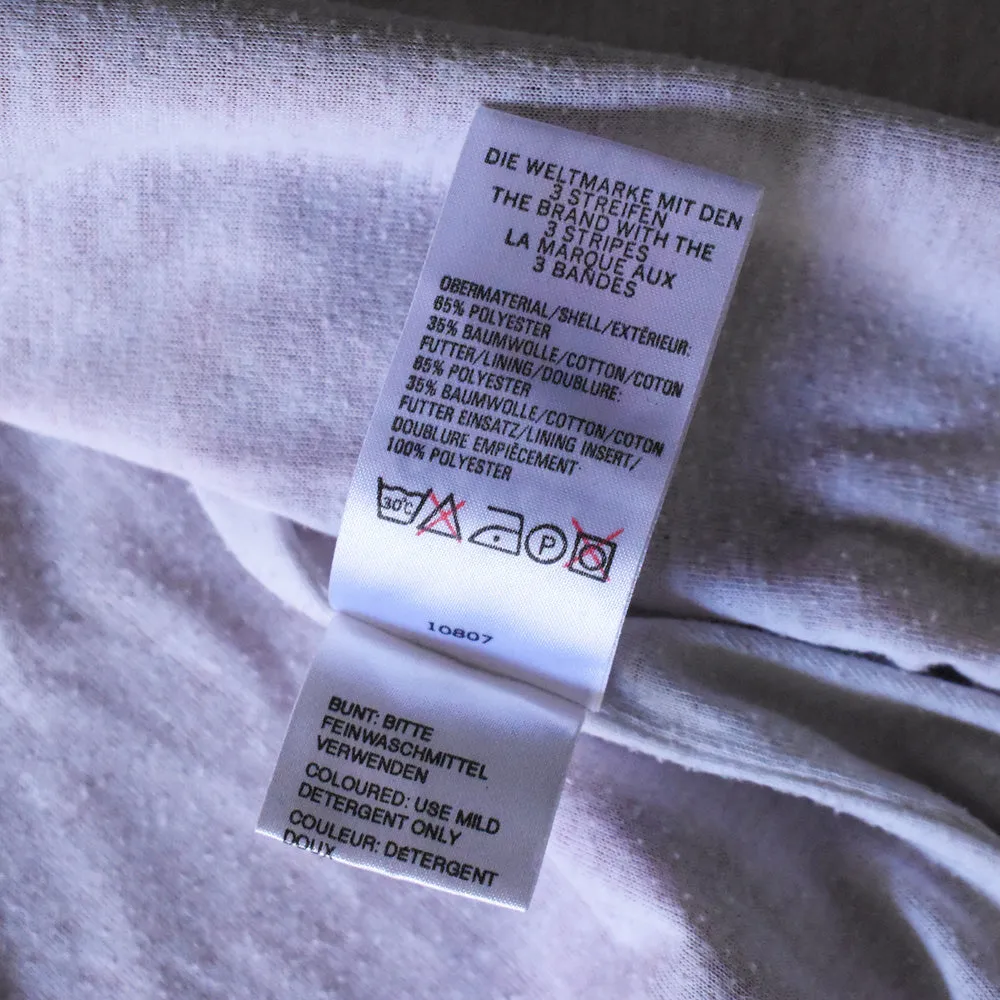 DIE WELTMARKE MIT DEN
3 STREIFEN
THE BRAND WITH THE
3 STRIPES
LA MARQUE AUX
3 BANDES
OBERMATERIAL/SHELL/EXTÉRIEUR:
65% POLYESTER
35% BAUMWOLLE/COTTON/COTON
FUTTER/LINING/DOUBLURE:
65% POLYESTER
35% BAUMWOLLE/COTTON/COTON
FUTTER EINSATZ/LINING INSERT/
DOUBLURE EMPIÈCEMENT
100% POLYESTER
30°C P
10807
BUNT: BITTE
FEINWASCHMITTEL
VERWENDEN
COLOURED: USE MILD
DETERGENT ONLY
COULEUR: DÉTERGENT
DOUX